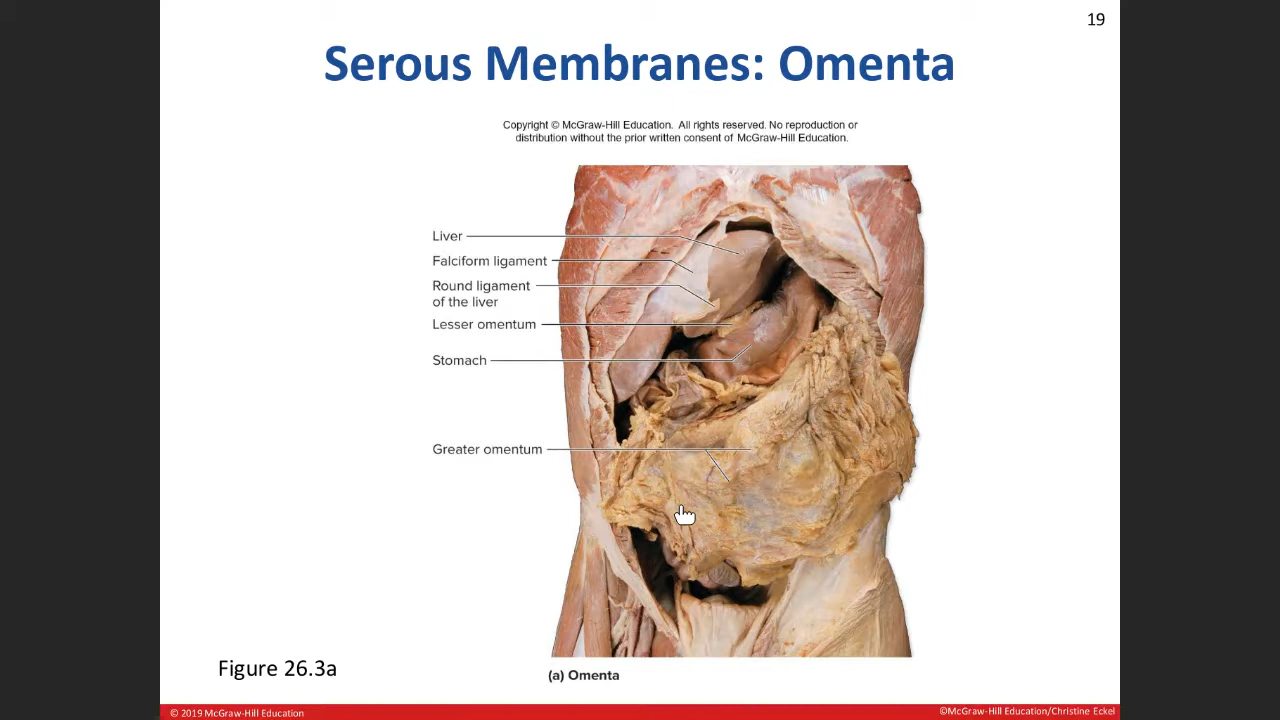 19
Serous Membranes: Omenta
Copyright © McGraw-Hill Education. All rights reserved. No reproduction or
distribution without the prior written consent of McGraw-Hill Education.
Liver
Falciform ligament
Round ligament
of the liver
Lesser omentum
Stomach
Greater omentum
Figure 26.3a
(a) Omenta
© 2019 McGraw-Hill Education
©McGraw-Hill Education/Christine Eckel